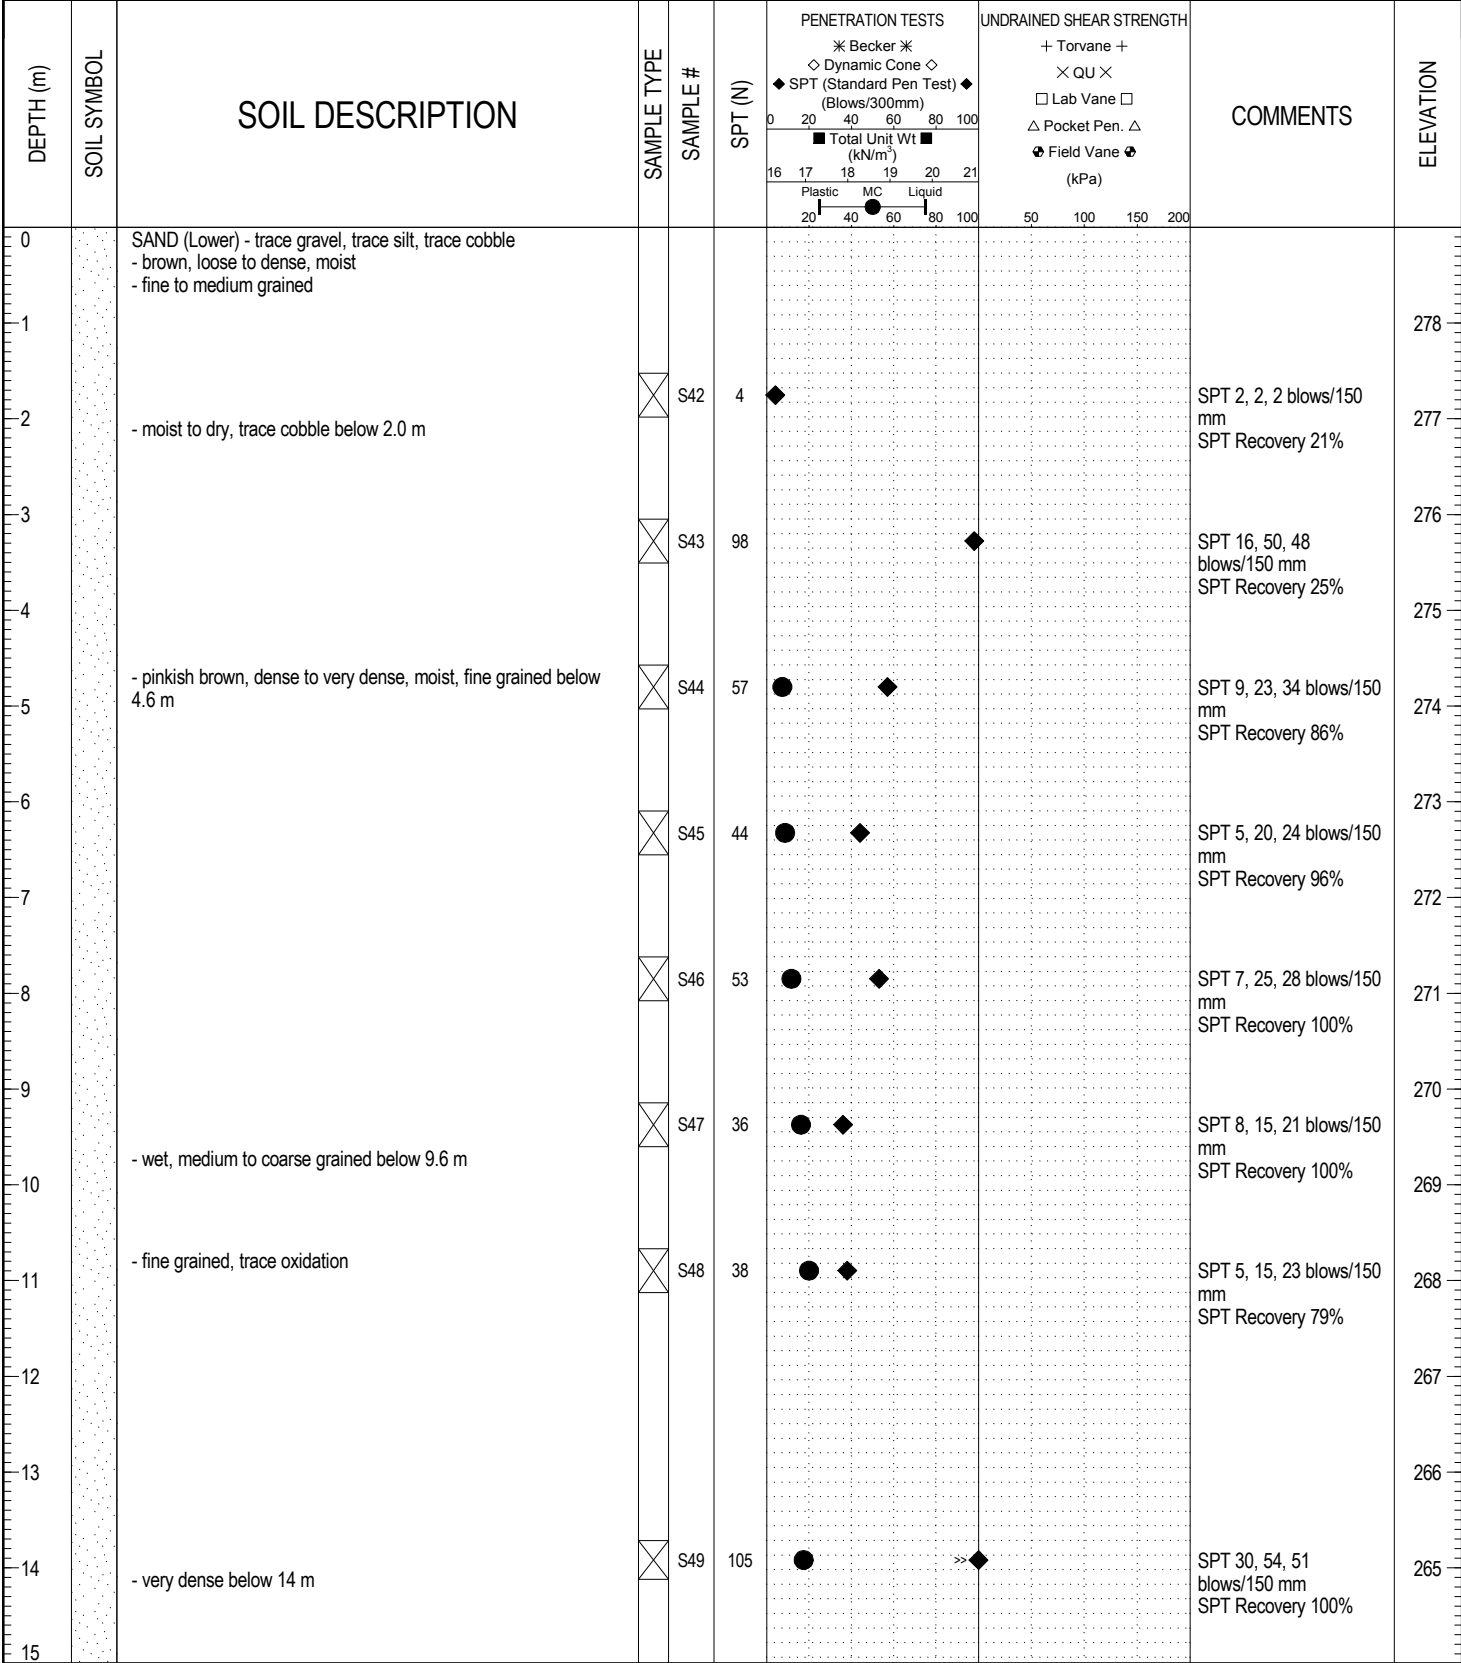 DEPTH (m)
SOIL SYMBOL
SOIL DESCRIPTION
SAMPLE TYPE
SAMPLE #
SPT (N)
PENETRATION TESTS
✳ Becker ✳
◇ Dynamic Cone ◇
◆ SPT (Standard Pen Test) ◆
(Blows/300mm)
0 20 40 60 80 100
■ Total Unit Wt ■
(kN/m³)
16 17 18 19 20 21
Plastic MC Liquid
20 40 60 80 100
UNDRAINED SHEAR STRENGTH
+ Torvane +
× QU ×
□ Lab Vane □
△ Pocket Pen. △
Field Vane
(kPa)
50 100 150 200
COMMENTS
ELEVATION
0
SAND (Lower) - trace gravel, trace silt, trace cobble
- brown, loose to dense, moist
- fine to medium grained
1
278
S42 4
SPT 2, 2, 2 blows/150
mm
SPT Recovery 21%
2
277
- moist to dry, trace cobble below 2.0 m
3
276
S43 98
SPT 16, 50, 48
blows/150 mm
SPT Recovery 25%
4
275
- pinkish brown, dense to very dense, moist, fine grained below
4.6 m
S44 57
SPT 9, 23, 34 blows/150
mm
SPT Recovery 86%
5
274
6
273
S45 44
SPT 5, 20, 24 blows/150
mm
SPT Recovery 96%
7
272
S46 53
SPT 7, 25, 28 blows/150
mm
SPT Recovery 100%
8
271
9
270
S47 36
SPT 8, 15, 21 blows/150
mm
SPT Recovery 100%
- wet, medium to coarse grained below 9.6 m
10
269
- fine grained, trace oxidation
S48 38
SPT 5, 15, 23 blows/150
mm
SPT Recovery 79%
11
268
12
267
13
266
S49 105
>>
SPT 30, 54, 51
blows/150 mm
SPT Recovery 100%
14
265
- very dense below 14 m
15